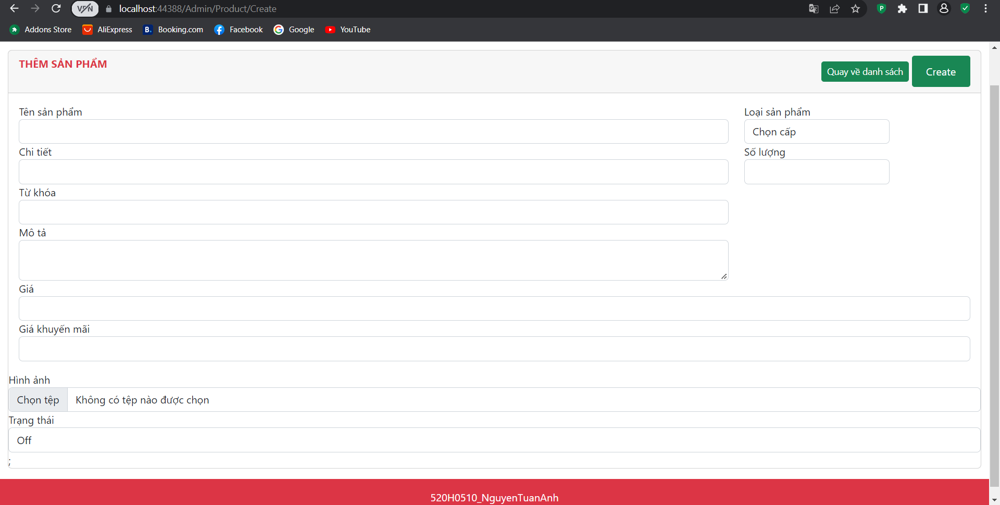 VPN
localhost:44388/Admin/Product/Create
Addons Store AliExpress B. Booking.com Facebook Google YouTube
THÊM SẢN PHẨM
Quay về danh sách Create
Tên sản phẩm
Loại sản phẩm
Chọn cấp
Chi tiết
Số lượng
Từ khóa
Mô tả
Giá
Giá khuyến mãi
Hình ảnh
Chọn tệp Không có tệp nào được chọn
Trạng thái
Off
;
520H0510_NguyenTuanAnh